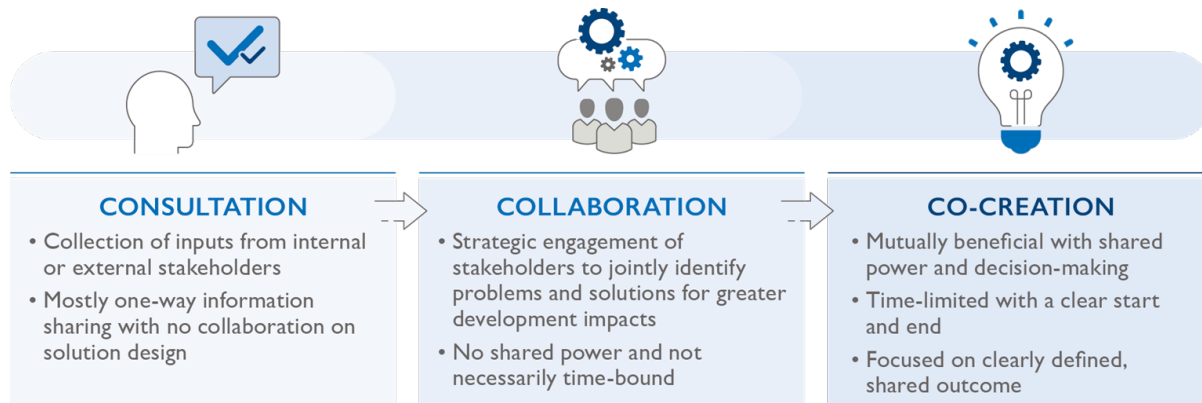 CONSULTATION
• Collection of inputs from internal
or external stakeholders
• Mostly one-way information
sharing with no collaboration on
solution design
COLLABORATION
• Strategic engagement of
stakeholders to jointly identify
problems and solutions for greater
development impacts
• No shared power and not
necessarily time-bound
CO-CREATION
• Mutually beneficial with shared
power and decision-making
• Time-limited with a clear start
and end
• Focused on clearly defined,
shared outcome